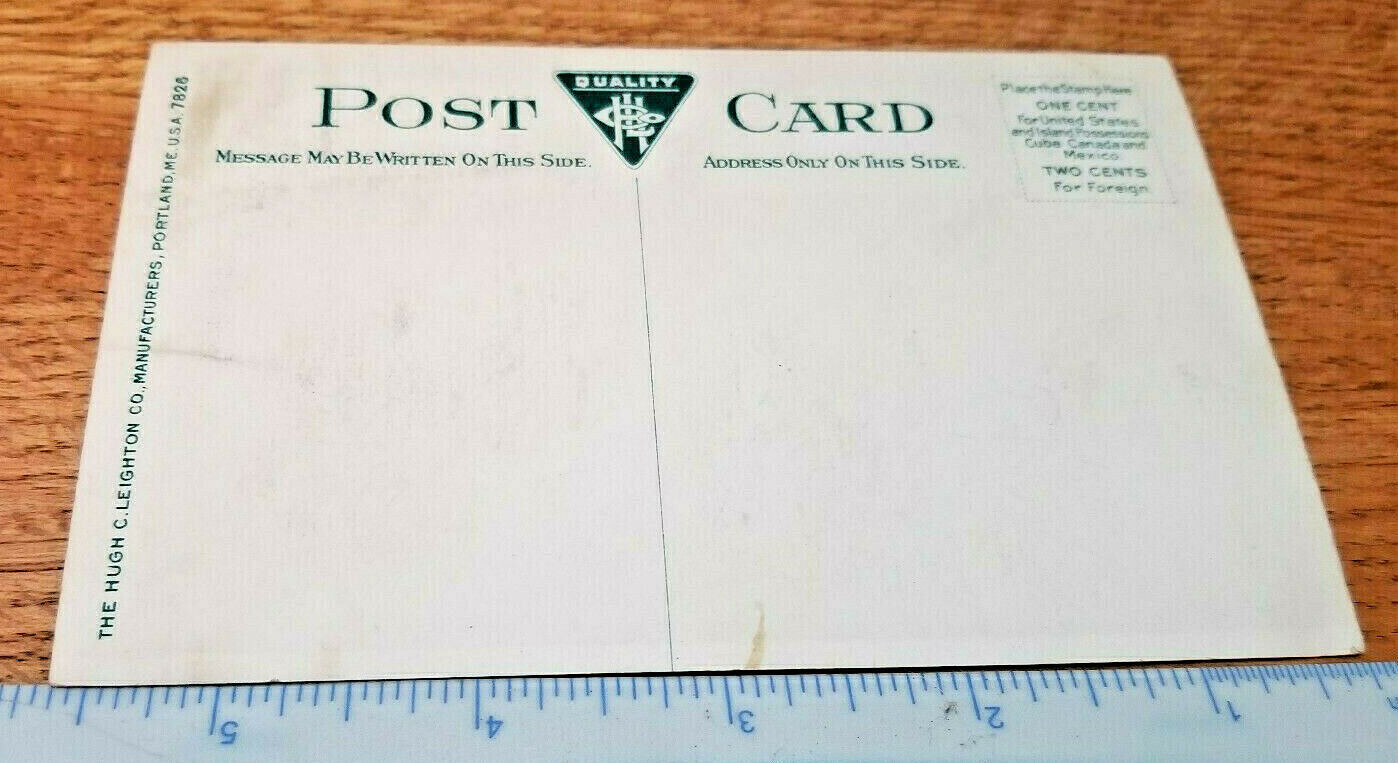 POST CARD
QUALITY
MESSAGE MAY BE WRITTEN ON THIS SIDE.
ADDRESS ONLY ON THIS SIDE.
Place the Stamp Here
ONE CENT
For United States
and Island Possessions
Cuba Canada and
Mexico
TWO CENTS
For Foreign
THE HUGH C. LEIGHTON CO., MANUFACTURERS, PORTLAND, ME. U.S.A. 7826
5 4 3 2 1